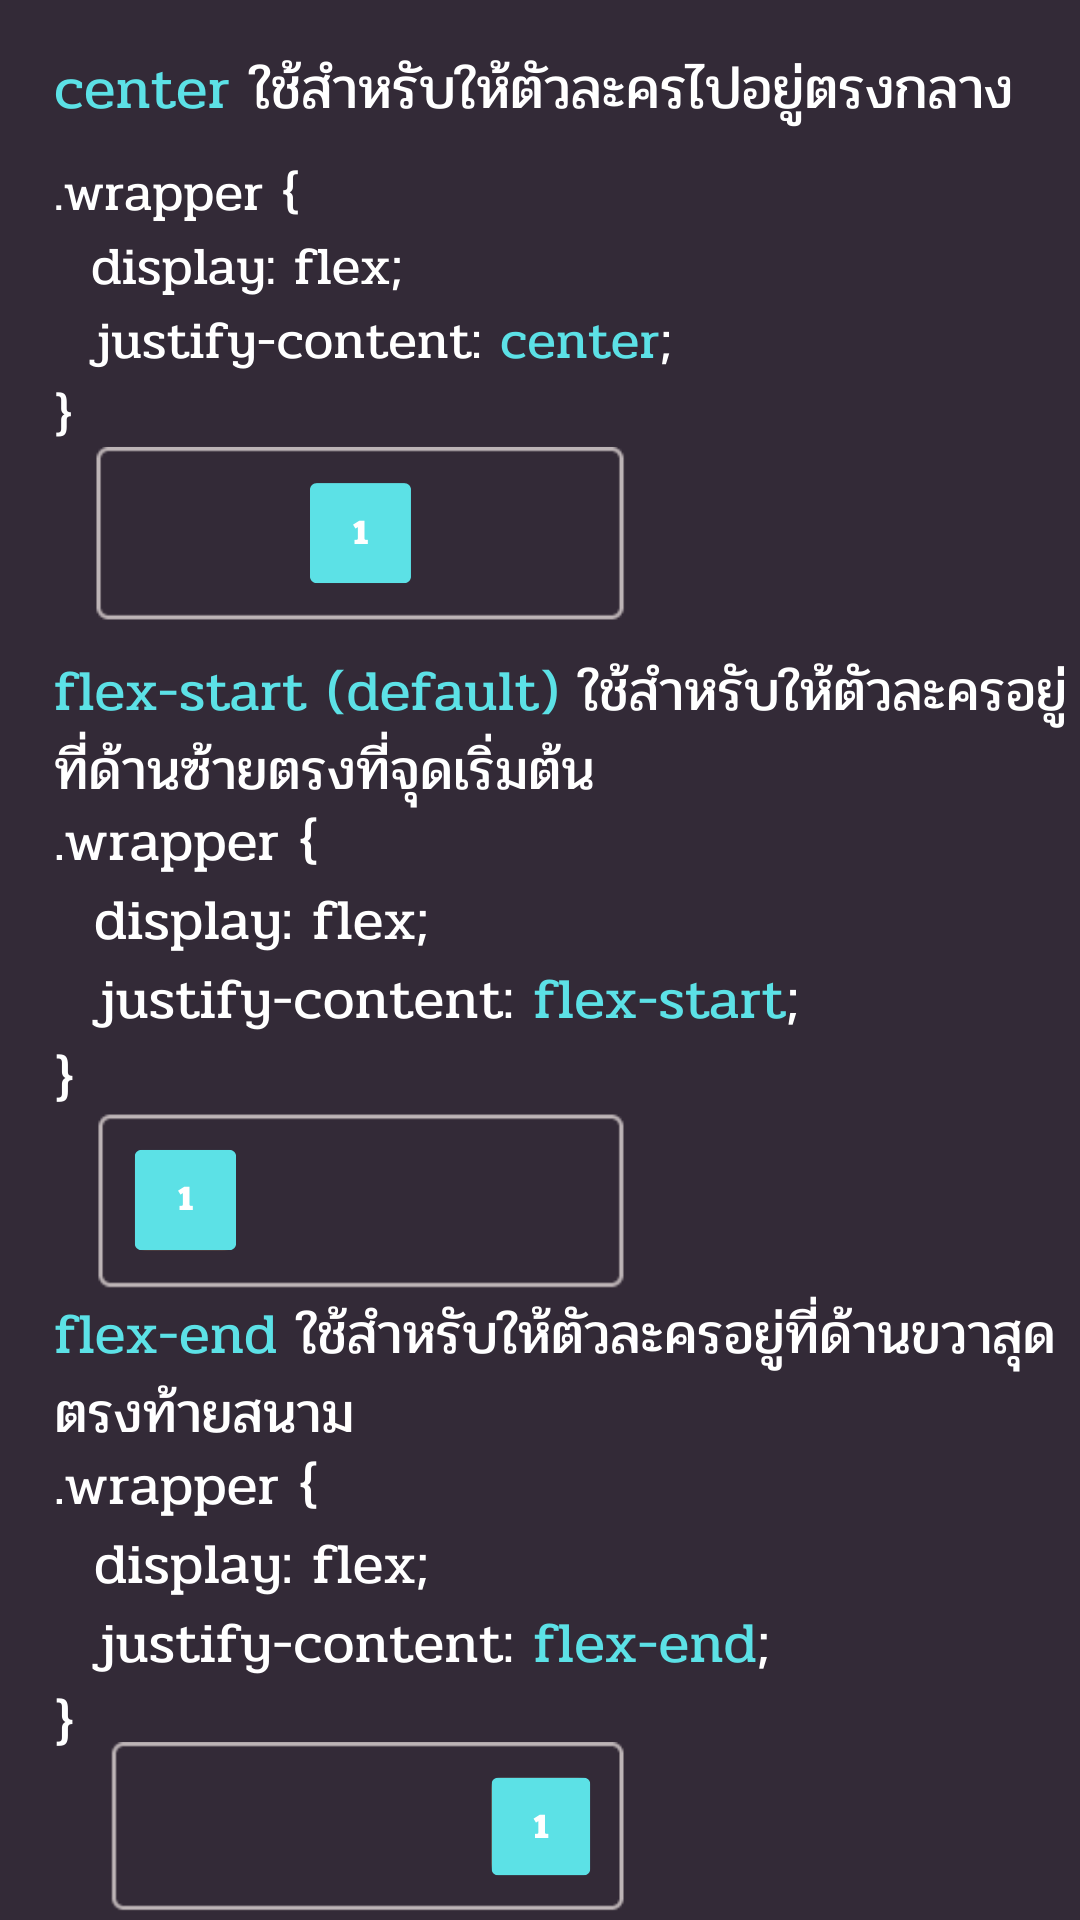 center ใช้สำหรับให้ตัวละครไปอยู่ตรงกลาง
.wrapper {
display: flex;
justify-content: center;
}
1
flex-start (default) ใช้สำหรับให้ตัวละครอยู่
ที่ด้านซ้ายตรงที่จุดเริ่มต้น
.wrapper {
display: flex;
justify-content: flex-start;
}
1
flex-end ใช้สำหรับให้ตัวละครอยู่ที่ด้านขวาสุด
ตรงท้ายสนาม
.wrapper {
display: flex;
justify-content: flex-end;
}
1